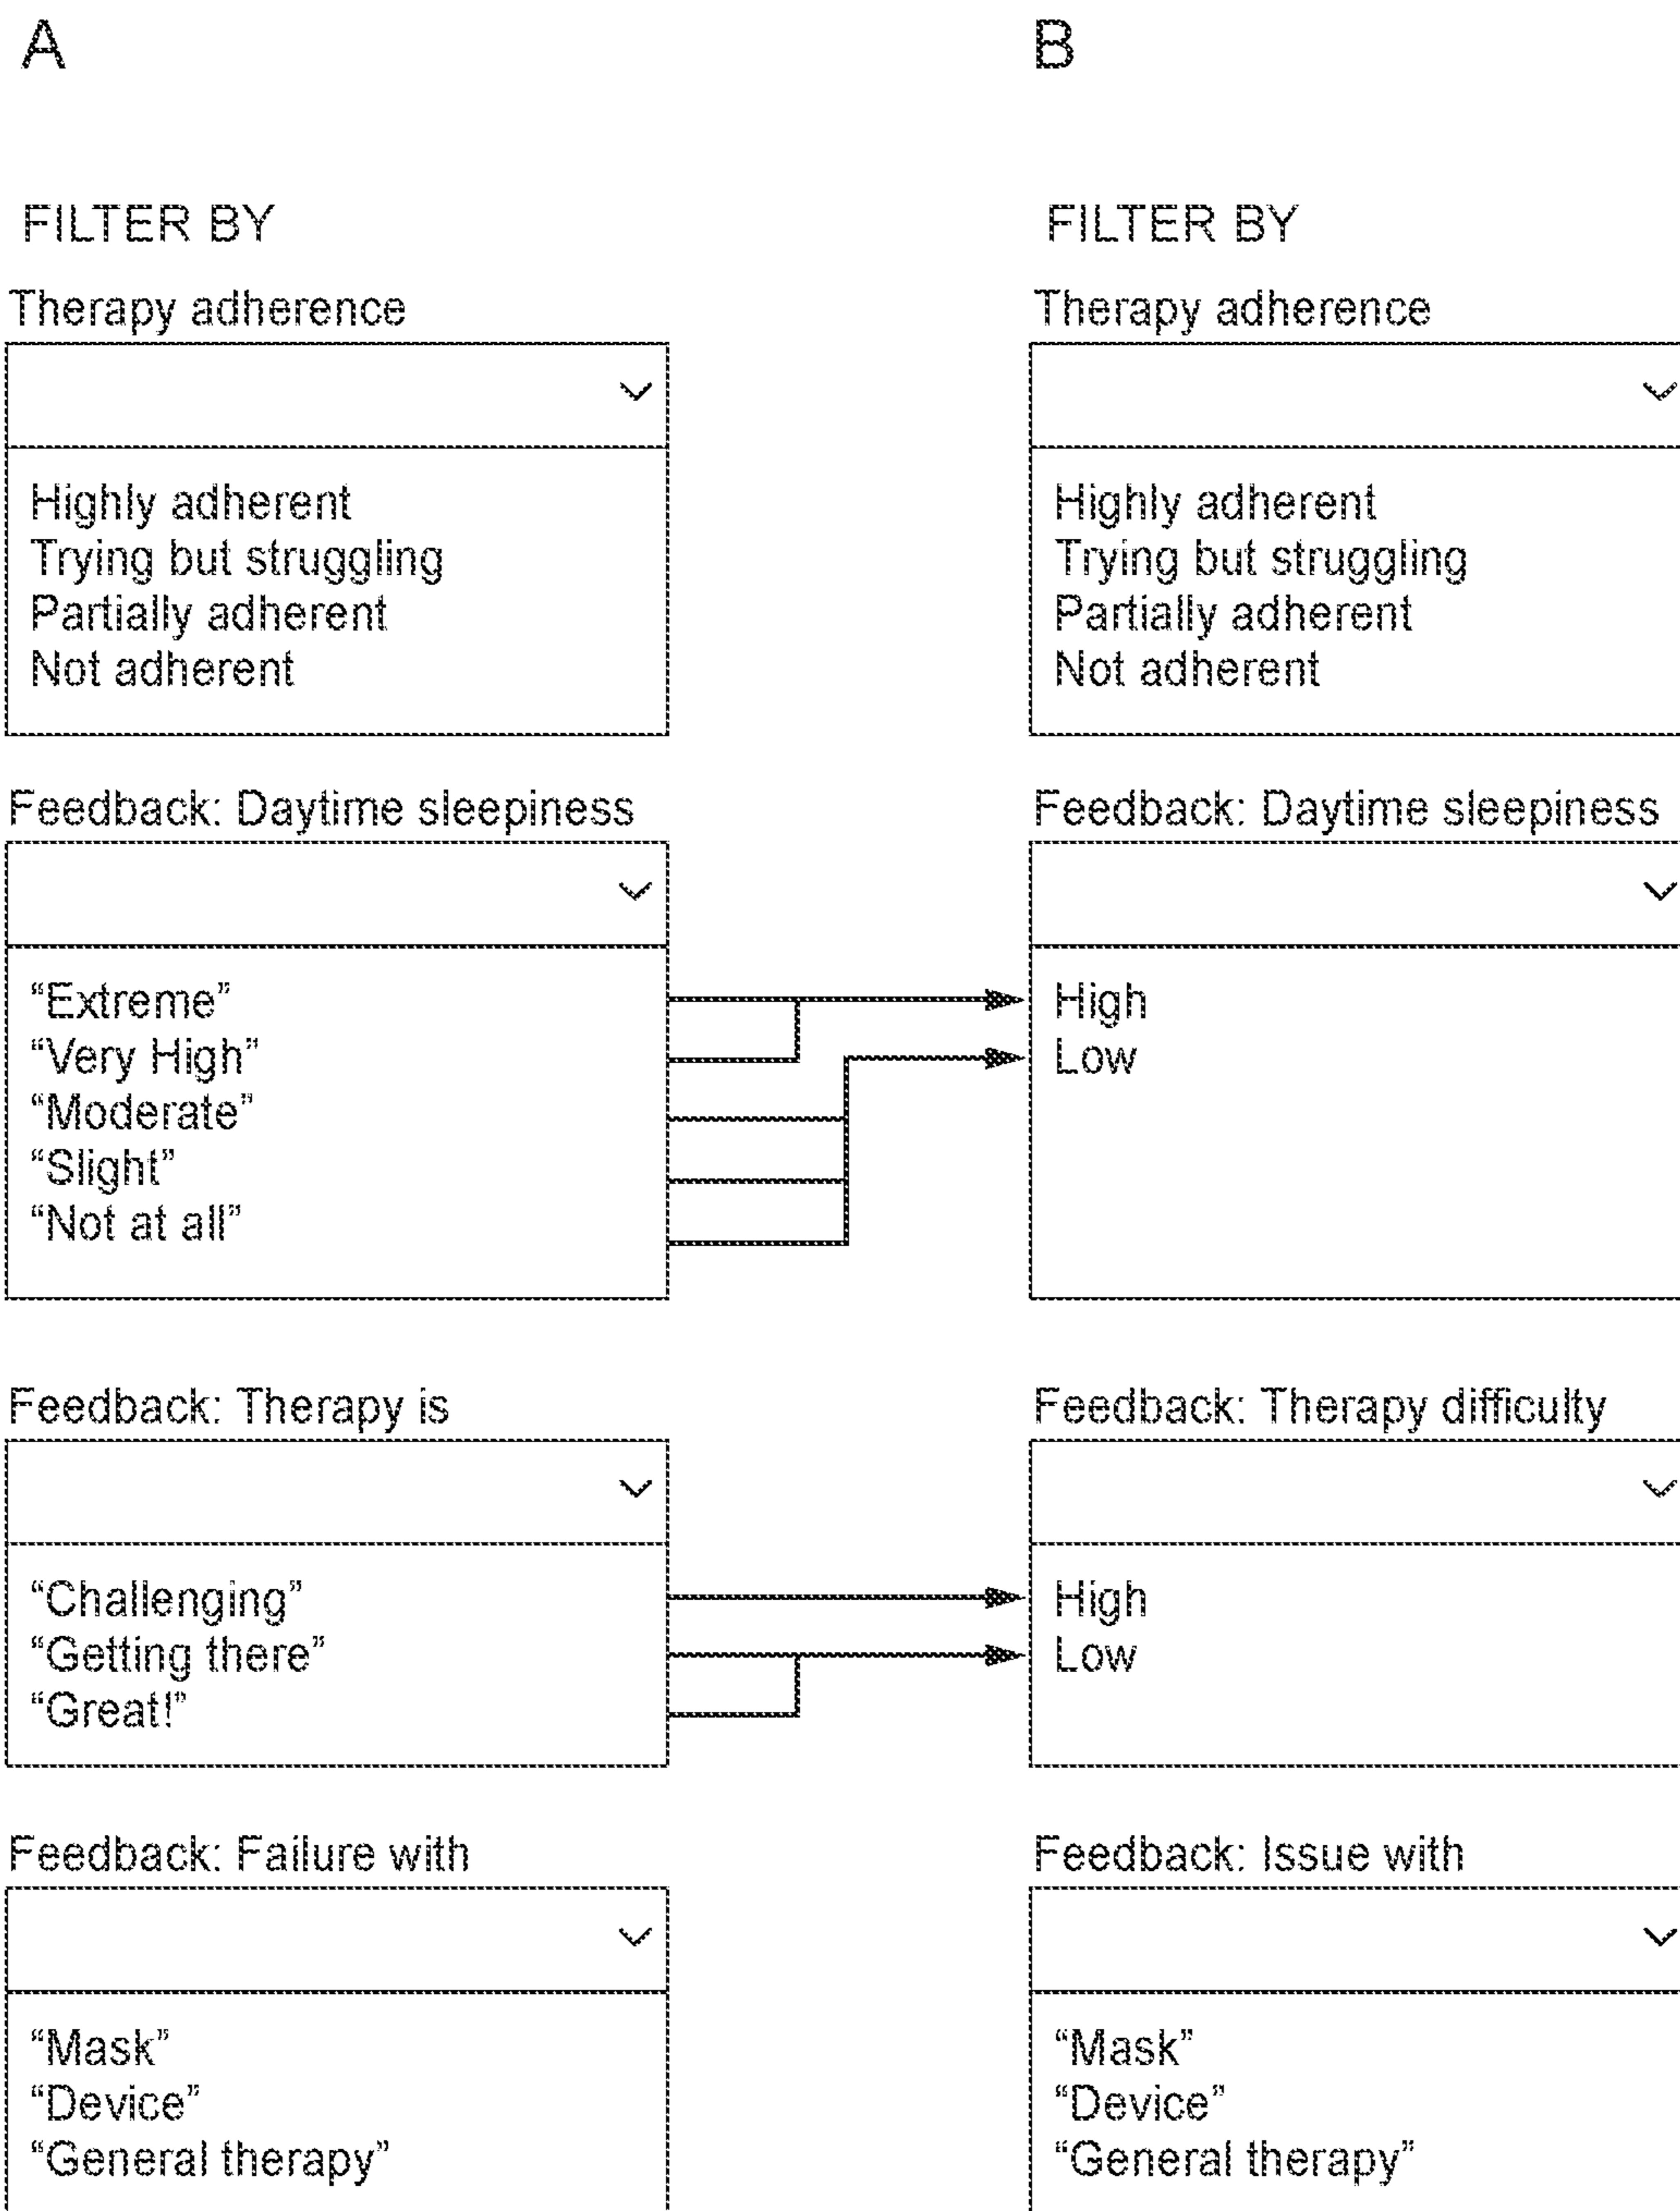 A
FILTER BY
Therapy adherence
Highly adherent
Trying but struggling
Partially adherent
Not adherent
Feedback: Daytime sleepiness
“Extreme”
“Very High”
“Moderate”
“Slight”
“Not at all”
Feedback: Therapy is
“Challenging”
“Getting there”
“Great!”
Feedback: Failure with
“Mask”
“Device”
“General therapy”
B
FILTER BY
Therapy adherence
Highly adherent
Trying but struggling
Partially adherent
Not adherent
Feedback: Daytime sleepiness
High
Low
Feedback: Therapy difficulty
High
Low
Feedback: Issue with
“Mask”
“Device”
“General therapy”